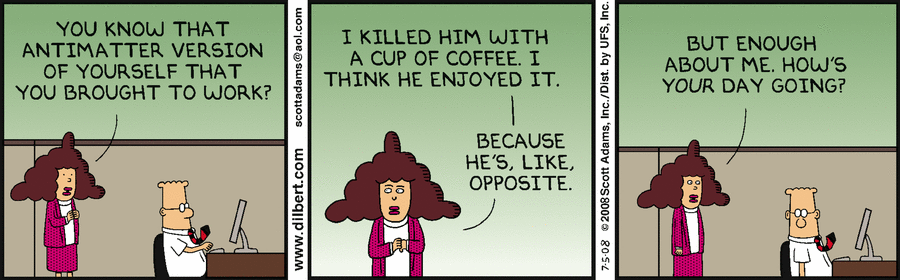 YOU KNOW THAT
ANTIMATTER VERSION
OF YOURSELF THAT
YOU BROUGHT TO WORK?
www.dilbert.com
scottadams@aol.com
I KILLED HIM WITH
A CUP OF COFFEE. I
THINK HE ENJOYED IT.
BECAUSE
HE'S, LIKE,
OPPOSITE.
7-5-08 © 2008 Scott Adams, Inc./Dist. by UFS, Inc.
BUT ENOUGH
ABOUT ME. HOW'S
YOUR DAY GOING?